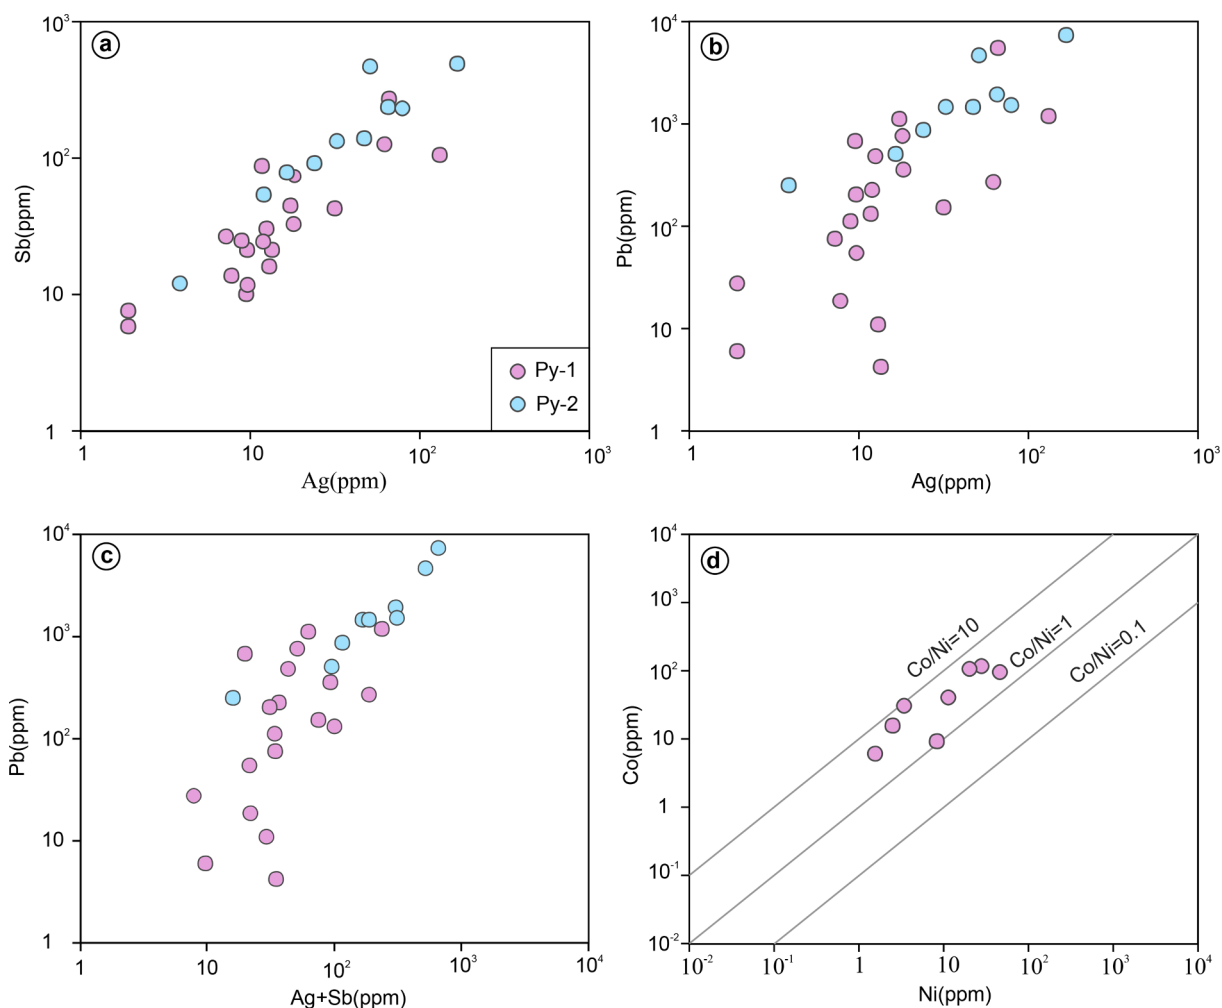 a
10³
10²
10
1
Sb(ppm)
1
10
10²
10³
Ag(ppm)
Py-1
Py-2
b
10⁴
10³
10²
10
1
Pb(ppm)
1
10
10²
10³
Ag(ppm)
c
10⁴
10³
10²
10
1
Pb(ppm)
1
10
10²
10³
10⁴
Ag+Sb(ppm)
d
10⁴
10³
10²
10
1
10⁻¹
10⁻²
Co(ppm)
Co/Ni=10
Co/Ni=1
Co/Ni=0.1
10⁻²
10⁻¹
1
10
10²
10³
10⁴
Ni(ppm)